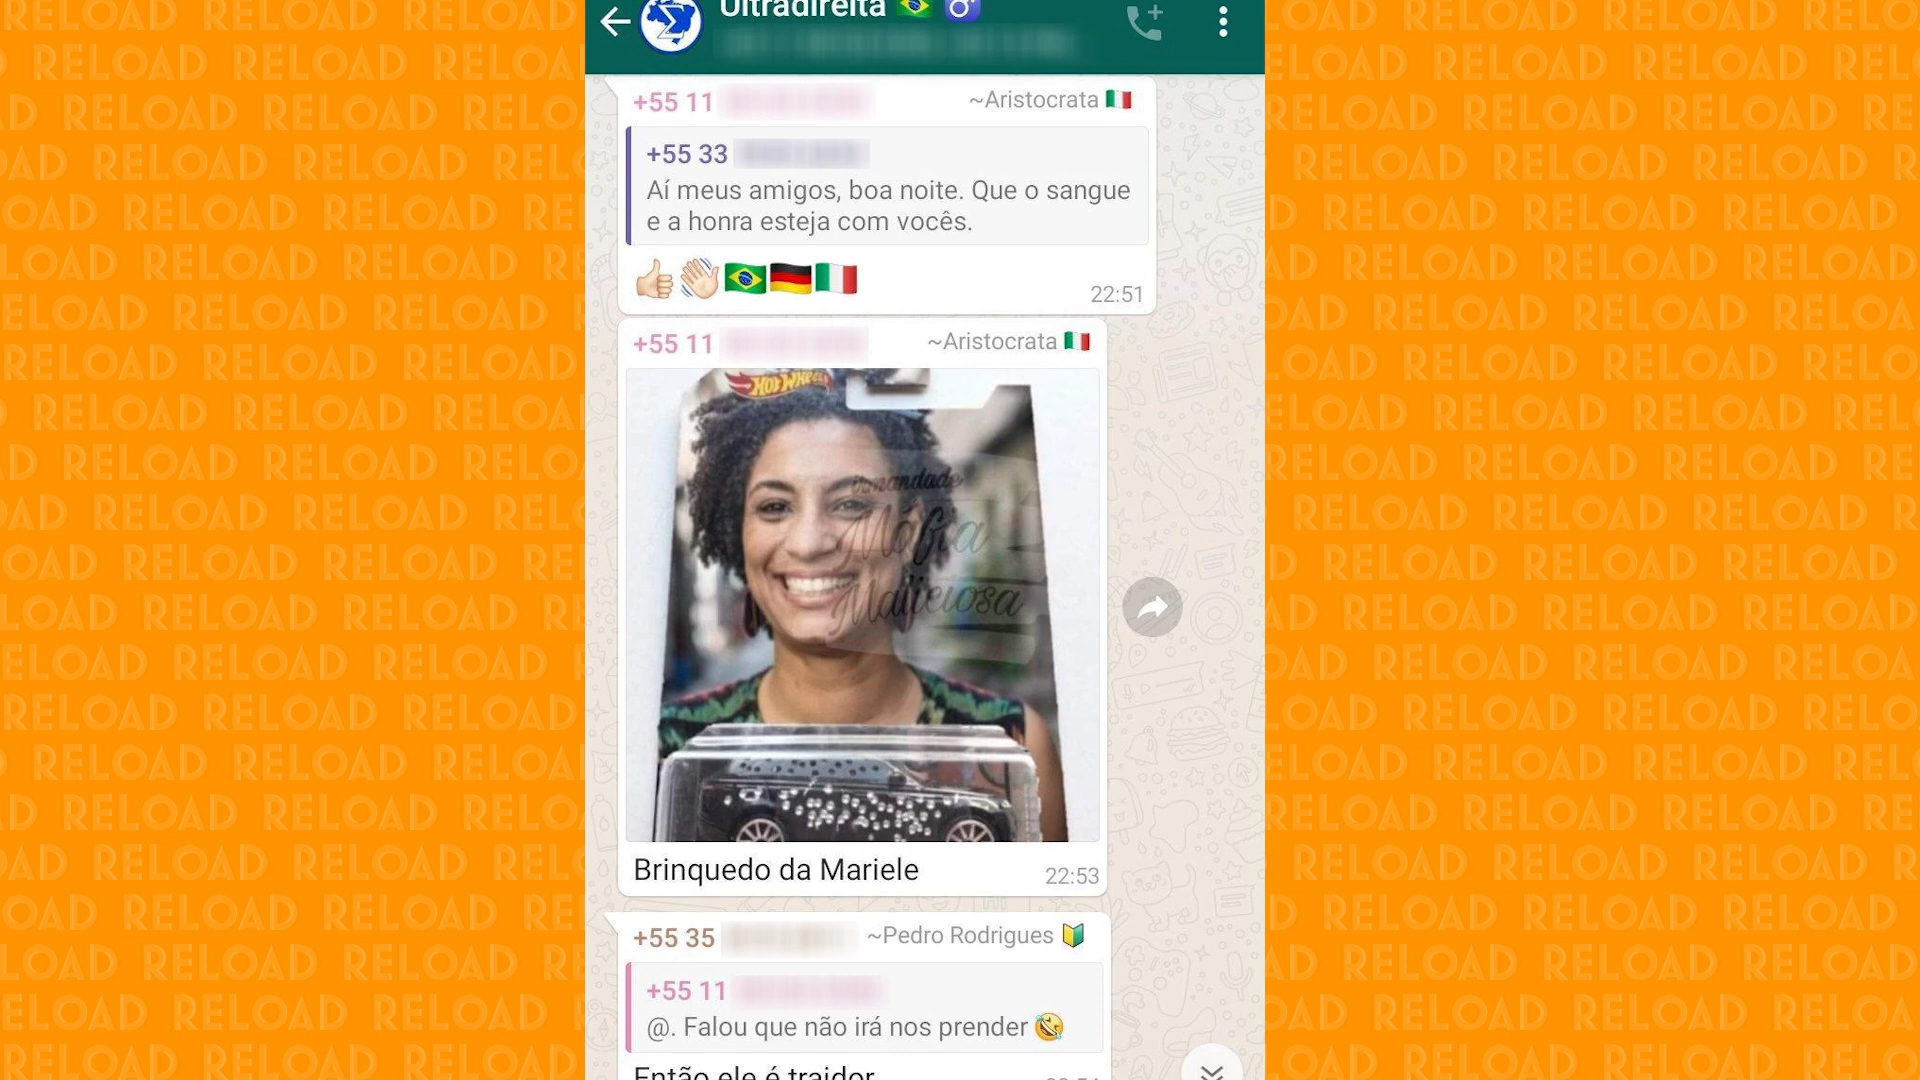 Ultradireita
+55 11
~Aristocrata
+55 33
Aí meus amigos, boa noite. Que o sangue
e a honra esteja com vocês.
22:51
+55 11
~Aristocrata
HOT WHEELS
Irmandade
Máfia
Maliciosa
Brinquedo da Mariele
22:53
+55 35
~Pedro Rodrigues
+55 11
@. Falou que não irá nos prender
Então ele é traidor
RELOAD